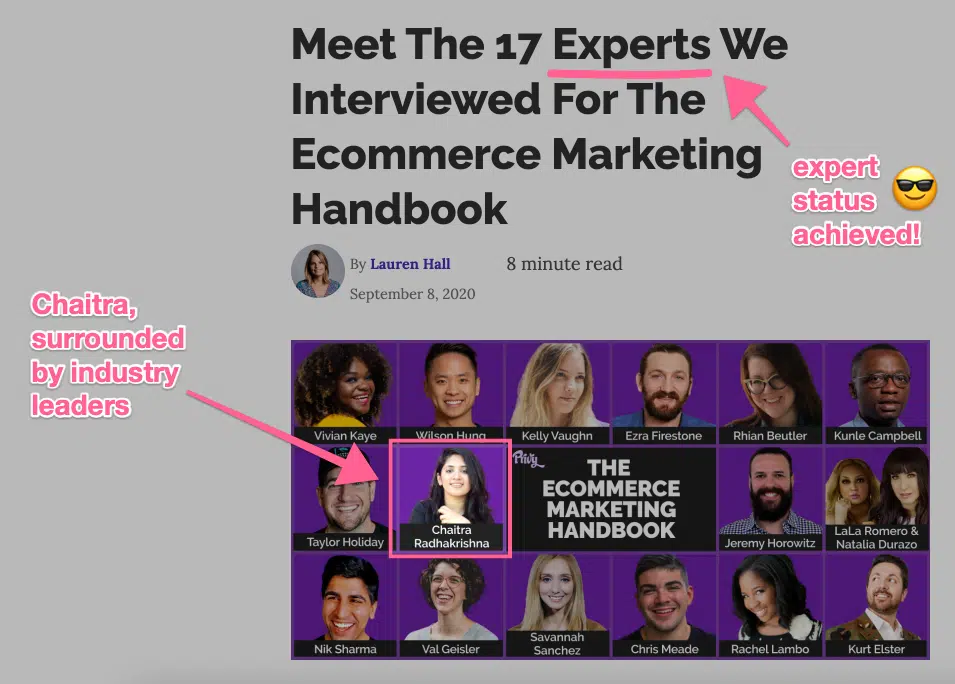 Meet The 17 Experts We
Interviewed For The
Ecommerce Marketing
Handbook
expert
status
achieved!
By Lauren Hall
8 minute read
September 8, 2020
Chaitra,
surrounded
by industry
leaders
Vivian Kaye
Wilson Hung
Kelly Vaughn
Ezra Firestone
Rhian Beutler
Kunle Campbell
Taylor Holiday
Chaitra
Radhakrishna
Privy
THE
ECOMMERCE
MARKETING
HANDBOOK
Jeremy Horowitz
LaLa Romero &
Natalia Durazo
Nik Sharma
Val Geisler
Savannah
Sanchez
Chris Meade
Rachel Lambo
Kurt Elster